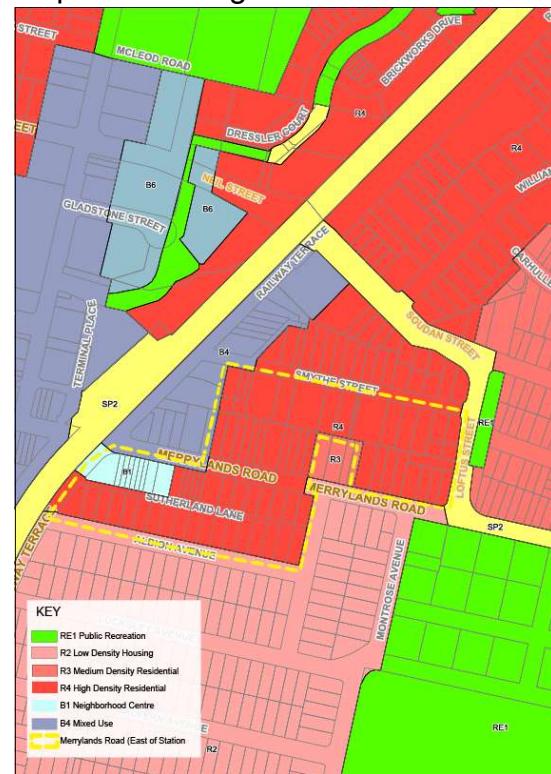 STREET
MCLEOD ROAD
BRICKWORKS DRIVE
R4
DRESSLER COURT
R4
B6
NEIL STREET
WILLIAM
B6
GLADSTONE STREET
RAILWAY TERRACE
SOUDAN STREET
TERMINAL PLACE
B4
SMYTHE STREET
SP2
R4
RE1
LOFTUS STREET
MERRYLANDS ROAD
R3
B1
MERRYLANDS ROAD
SUTHERLAND LANE
SP2
ALBION AVENUE
MONTROSE AVENUE
KEY
RE1 Public Recreation
R2 Low Density Housing
R3 Medium Density Residential
R4 High Density Residential
B1 Neighborhood Centre
B4 Mixed Use
Merrylands Road (East of Station
RE1
R2